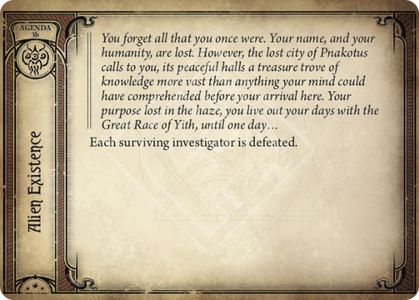 AGENDA
3b
Alien Existence
You forget all that you once were. Your name, and your
humanity, are lost. However, the lost city of Pnakotus
calls to you, its peaceful halls a treasure trove of
knowledge more vast than anything your mind could
have comprehended before your arrival here. Your
purpose lost in the haze, you live out your days with the
Great Race of Yith, until one day…
Each surviving investigator is defeated.